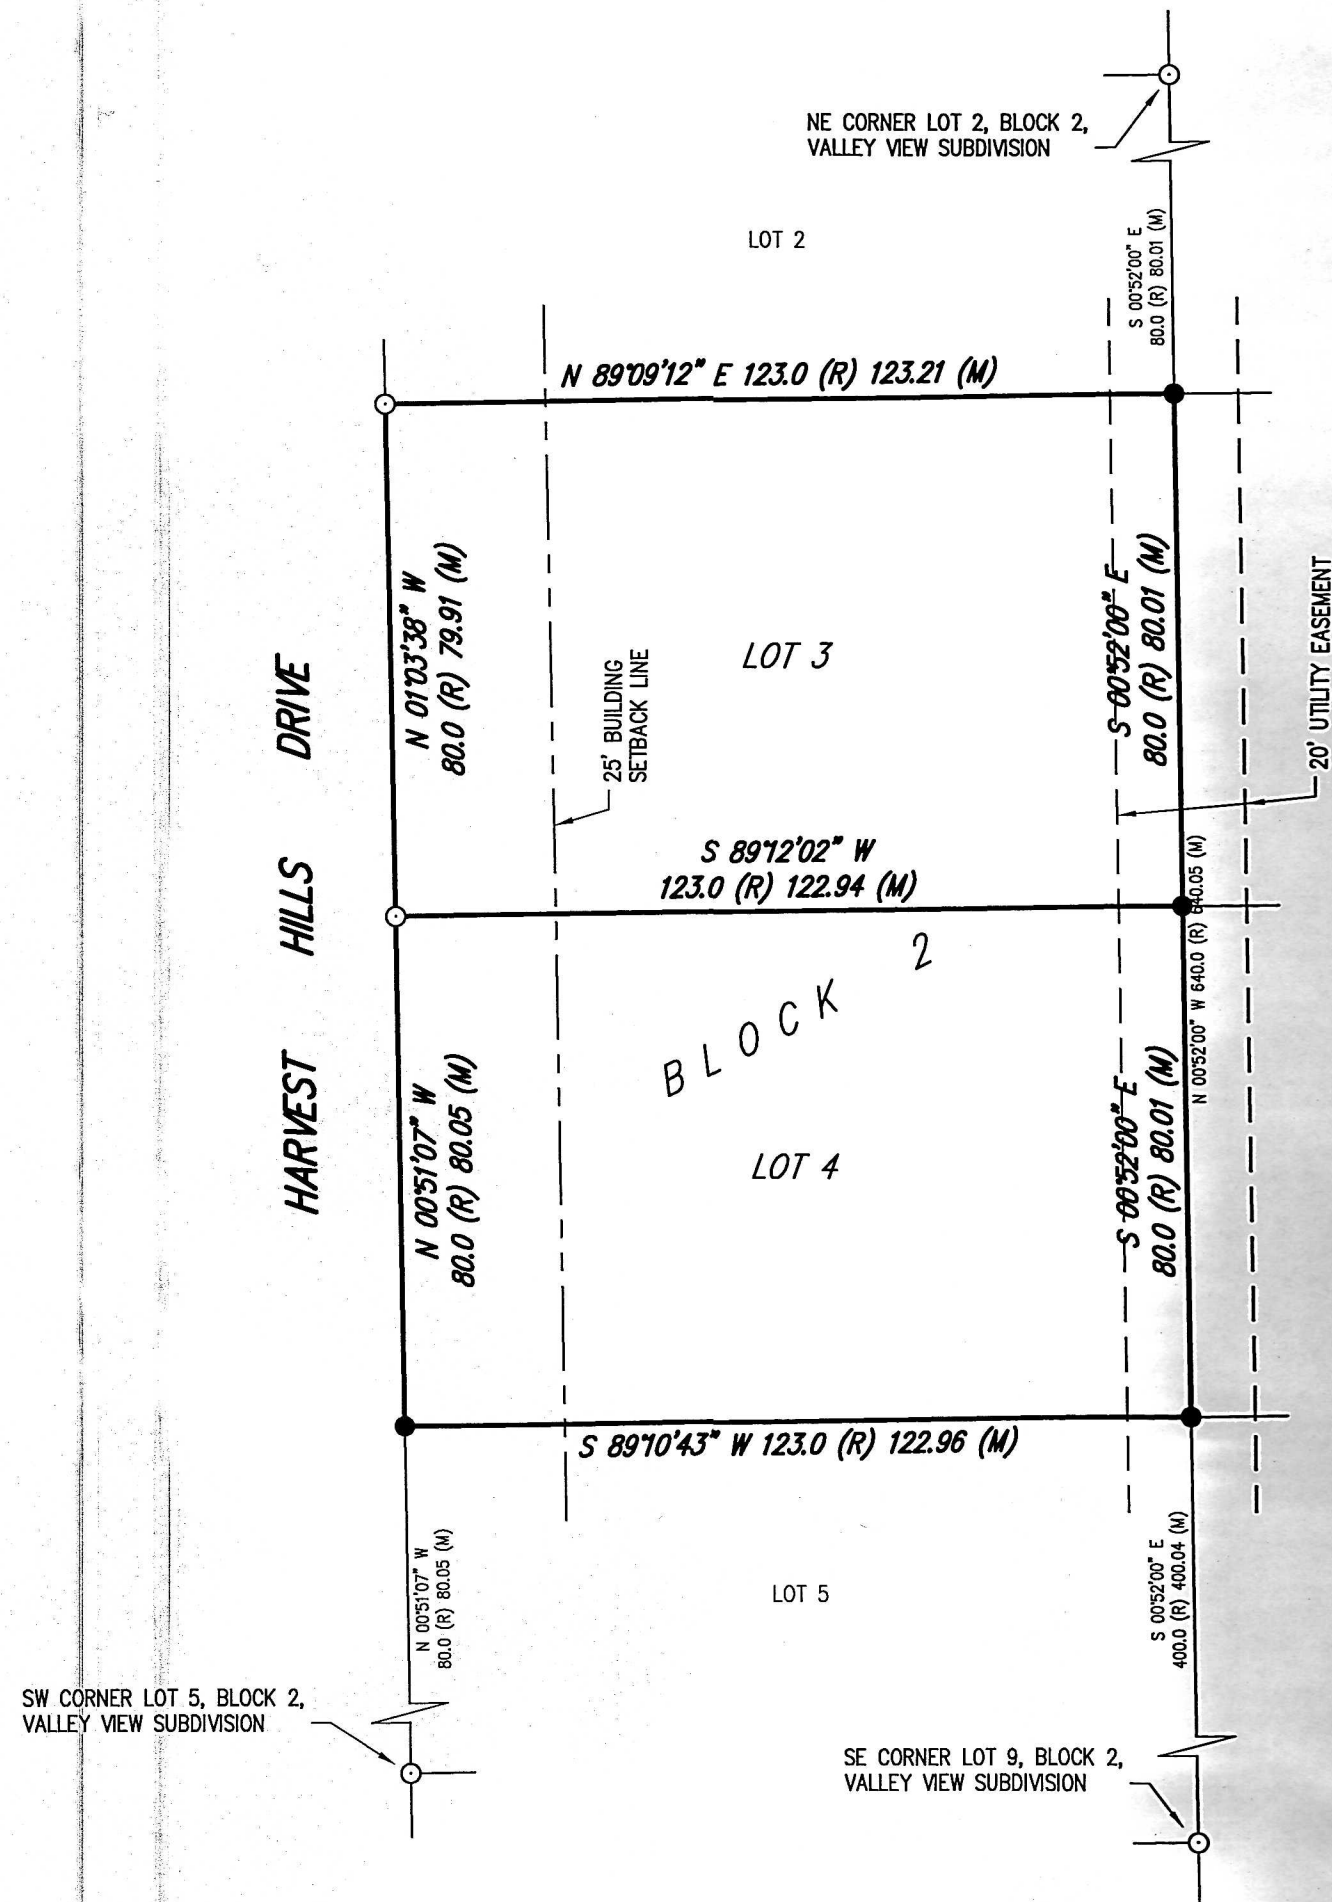 NE CORNER LOT 2, BLOCK 2,
VALLEY VIEW SUBDIVISION
LOT 2
S 00°52'00" E
80.0 (R) 80.01 (M)
N 89°09'12" E 123.0 (R) 123.21 (M)
N 01°03'38" W
80.0 (R) 79.91 (M)
25' BUILDING
SETBACK LINE
LOT 3
S 00°52'00" E
80.0 (R) 80.01 (M)
20' UTILITY EASEMENT
HARVEST HILLS DRIVE
S 89°12'02" W
123.0 (R) 122.94 (M)
N 00°52'00" W 640.0 (R) 640.05 (M)
BLOCK 2
N 00°51'07" W
80.0 (R) 80.05 (M)
LOT 4
S 00°52'00" E
80.0 (R) 80.01 (M)
S 89°10'43" W 123.0 (R) 122.96 (M)
N 00°51'07" W
80.0 (R) 80.05 (M)
LOT 5
S 00°52'00" E
400.0 (R) 400.04 (M)
SW CORNER LOT 5, BLOCK 2,
VALLEY VIEW SUBDIVISION
SE CORNER LOT 9, BLOCK 2,
VALLEY VIEW SUBDIVISION